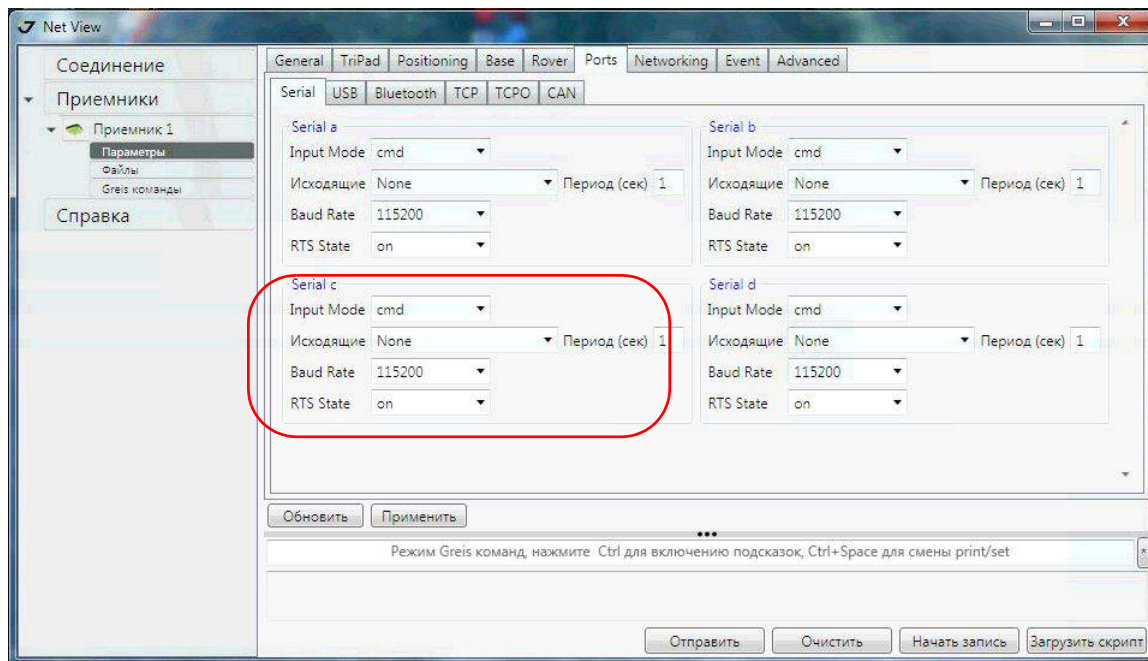 Net View
Соединение
Приемники
Приемник 1
Параметры
Файлы
Greis команды
Справка
General TriPad Positioning Base Rover Ports Networking Event Advanced
Serial USB Bluetooth TCP TCPO CAN
Serial a
Input Mode cmd
Исходящие None Период (сек) 1
Baud Rate 115200
RTS State on
Serial b
Input Mode cmd
Исходящие None Период (сек) 1
Baud Rate 115200
RTS State on
Serial c
Input Mode cmd
Исходящие None Период (сек) 1
Baud Rate 115200
RTS State on
Serial d
Input Mode cmd
Исходящие None Период (сек) 1
Baud Rate 115200
RTS State on
Обновить Применить
Режим Greis команд, нажмите Ctrl для включению подсказок, Ctrl+Space для смены print/set
Отправить Очистить Начать запись Загрузить скрипт